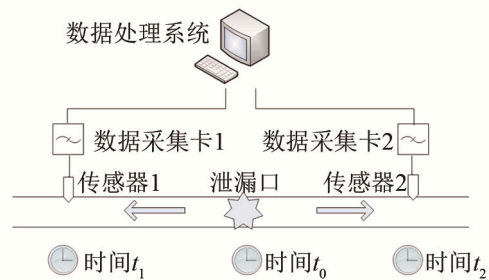 数据处理系统
数据采集卡1 数据采集卡2
传感器1 泄漏口 传感器2
时间t₁ 时间t₀ 时间t₂